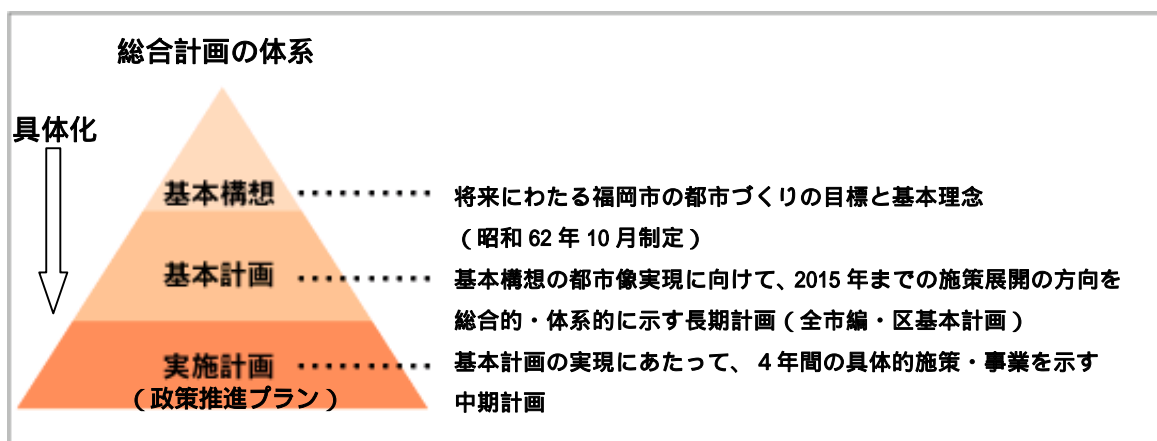 総合計画の体系
具体化
基本構想 ･･････････ 将来にわたる福岡市の都市づくりの目標と基本理念
（昭和 62 年 10 月制定）
基本計画 ･･････････ 基本構想の都市像実現に向けて、2015 年までの施策展開の方向を
総合的・体系的に示す長期計画（全市編・区基本計画）
実施計画 ･･････････ 基本計画の実現にあたって、４年間の具体的施策・事業を示す
（政策推進プラン）
中期計画